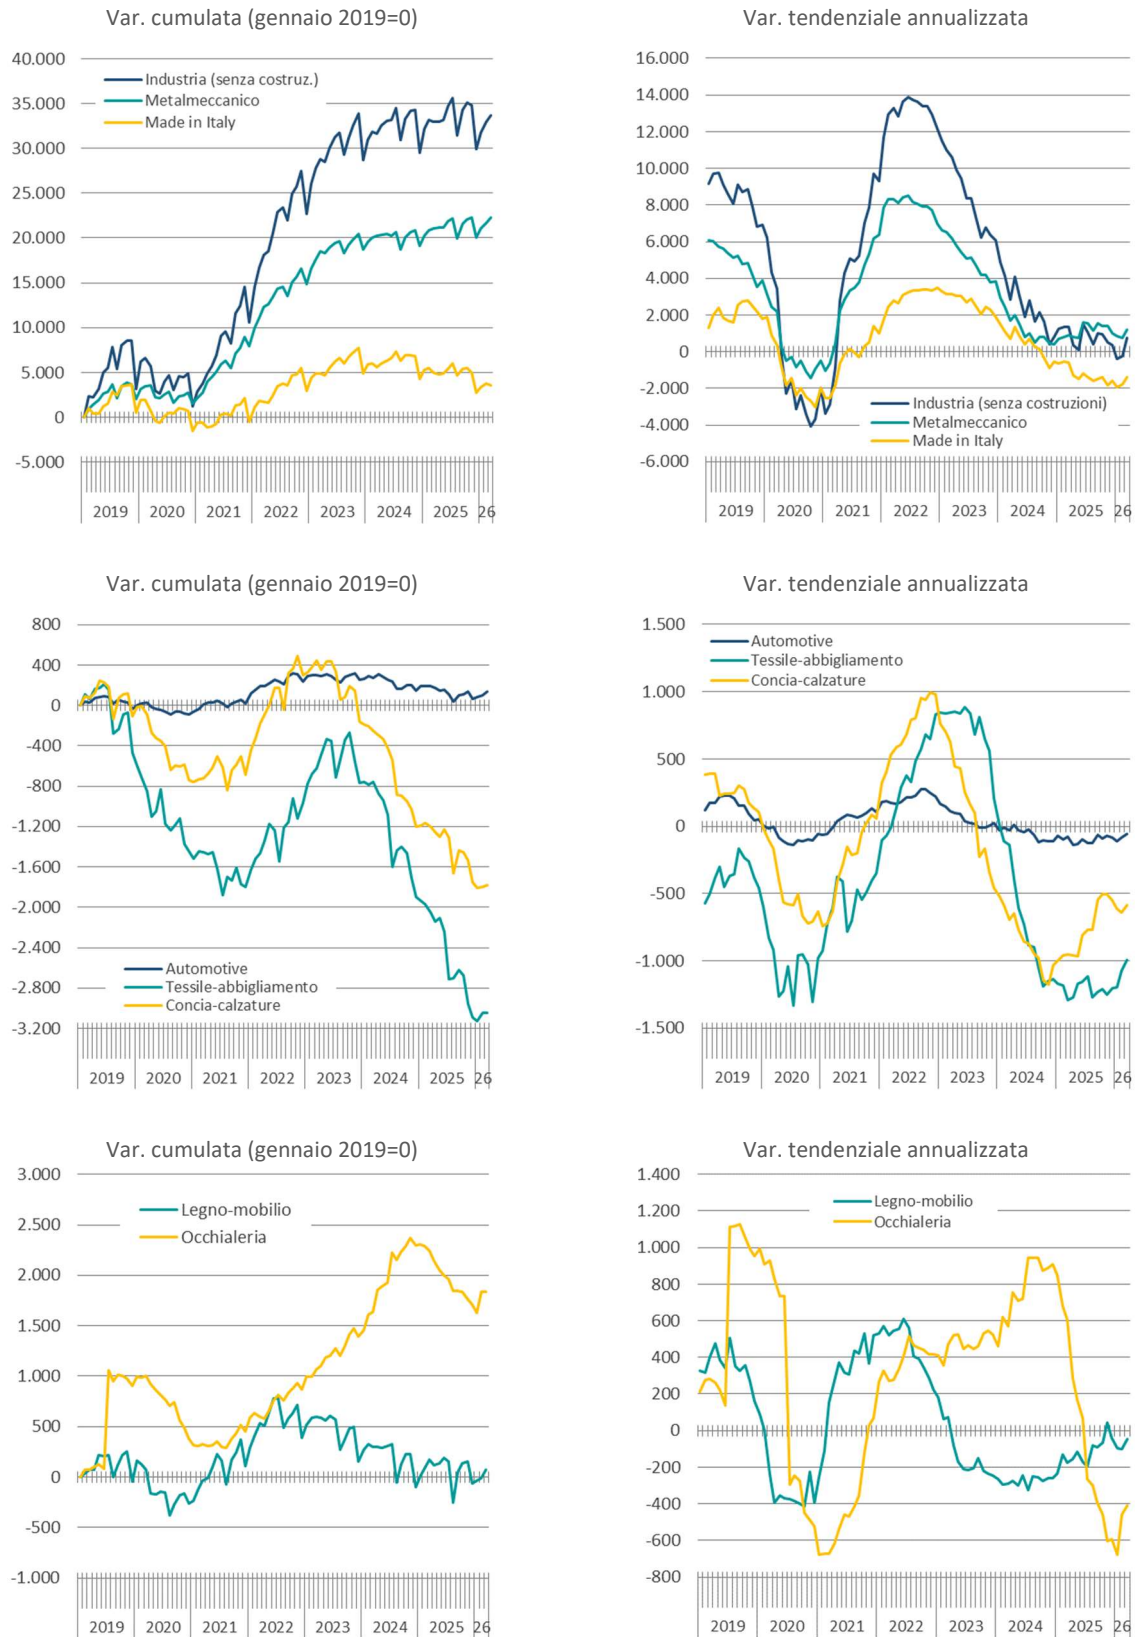 Var. cumulata (gennaio 2019=0)
40.000
35.000
30.000
25.000
20.000
15.000
10.000
5.000
0
-5.000
Industria (senza costruz.)
Metalmeccanico
Made in Italy
2019 2020 2021 2022 2023 2024 2025 26
Var. tendenziale annualizzata
16.000
14.000
12.000
10.000
8.000
6.000
4.000
2.000
0
-2.000
-4.000
-6.000
Industria (senza costruzioni)
Metalmeccanico
Made in Italy
2019 2020 2021 2022 2023 2024 2025 26
Var. cumulata (gennaio 2019=0)
800
400
0
-400
-800
-1.200
-1.600
-2.000
-2.400
-2.800
-3.200
Automotive
Tessile-abbigliamento
Concia-calzature
2019 2020 2021 2022 2023 2024 2025 26
Var. tendenziale annualizzata
1.500
1.000
500
0
-500
-1.000
-1.500
Automotive
Tessile-abbigliamento
Concia-calzature
2019 2020 2021 2022 2023 2024 2025 26
Var. cumulata (gennaio 2019=0)
3.000
2.500
2.000
1.500
1.000
500
0
-500
-1.000
Legno-mobilio
Occhialeria
2019 2020 2021 2022 2023 2024 2025 26
Var. tendenziale annualizzata
1.400
1.200
1.000
800
600
400
200
0
-200
-400
-600
-800
Legno-mobilio
Occhialeria
2019 2020 2021 2022 2023 2024 2025 26